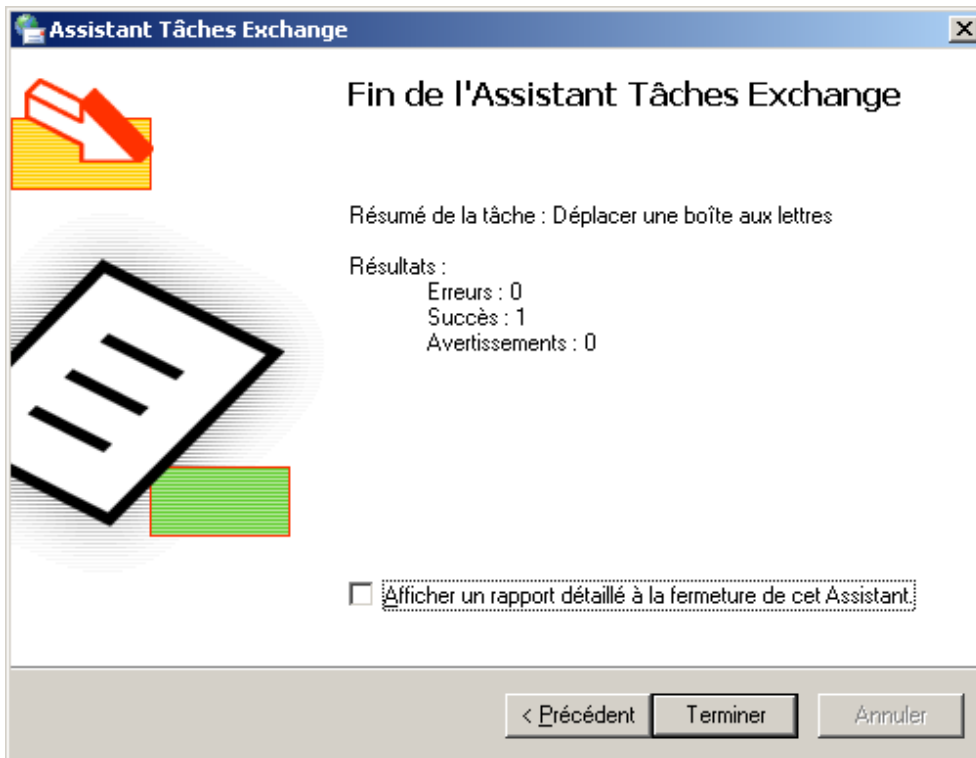 Assistant Tâches Exchange
Fin de l'Assistant Tâches Exchange
Résumé de la tâche : Déplacer une boîte aux lettres
Résultats :
Erreurs : 0
Succès : 1
Avertissements : 0
Afficher un rapport détaillé à la fermeture de cet Assistant.
< Précédent Terminer Annuler